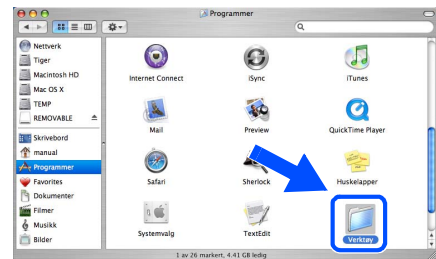 Programmer
Nettverk
Tiger
Macintosh HD
Mac OS X
TEMP
REMOVABLE
Skrivebord
manual
Programmer
Favorites
Dokumenter
Filmer
Musikk
Bilder
Internet Connect
iSync
iTunes
Mail
Preview
QuickTime Player
Safari
Sherlock
Huskelapper
Systemvalg
TextEdit
Verktøy
1 av 26 markert, 4.41 GB ledig